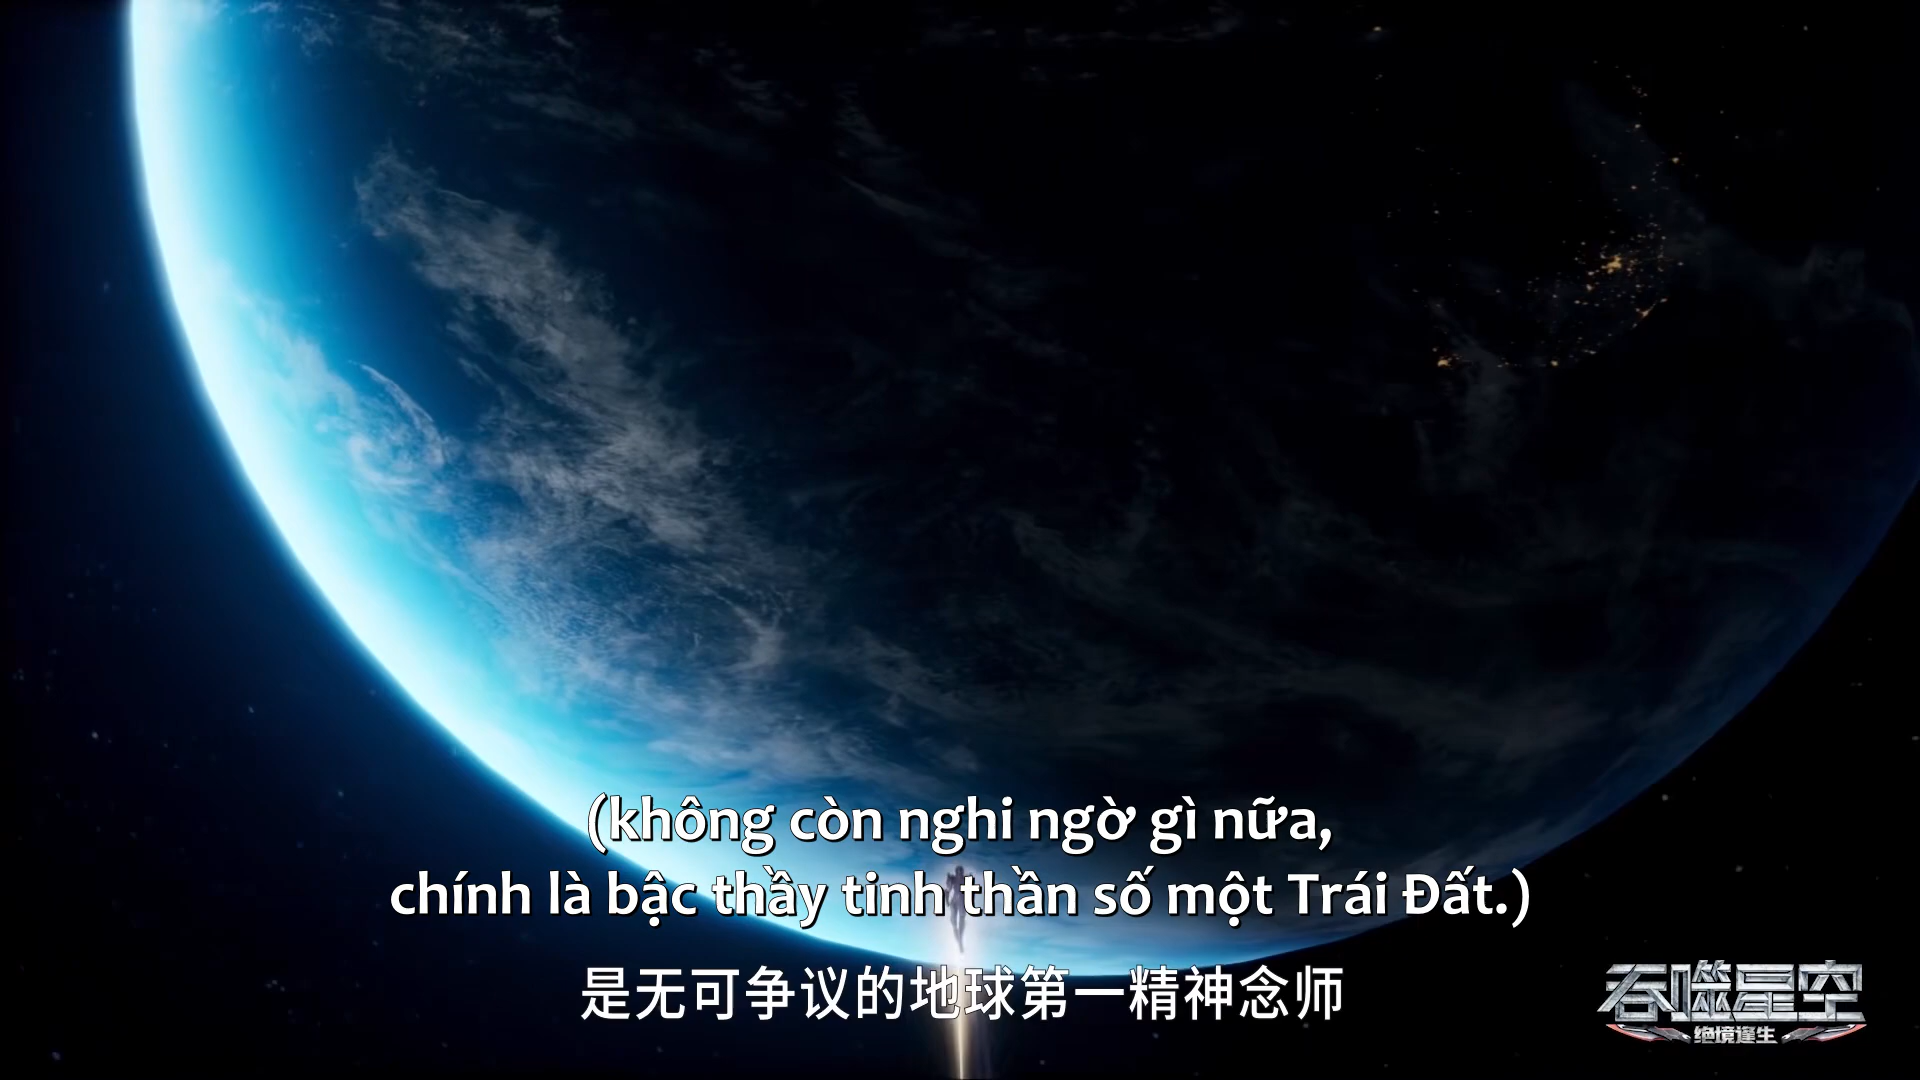 (không còn nghi ngờ gì nữa,
chính là bậc thầy tinh thần số một Trái Đất.)
是无可争议的地球第一精神念师
吞噬星空
绝境逢生